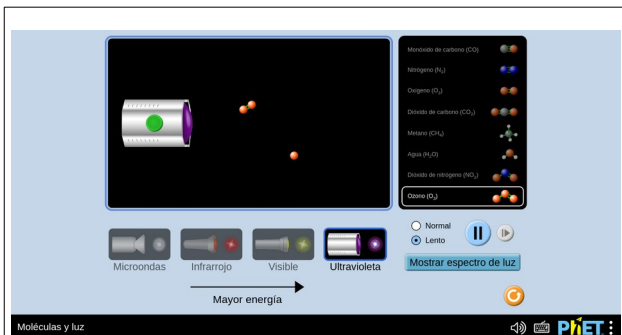 Monóxido de carbono (CO)
Nitrógeno (N₂)
Oxígeno (O₂)
Dióxido de carbono (CO₂)
Metano (CH₄)
Agua (H₂O)
Dióxido de nitrógeno (NO₂)
Ozono (O₃)
Microondas
Infrarrojo
Visible
Ultravioleta
Mayor energía
Normal
Lento
Mostrar espectro de luz
Moléculas y luz
PhET